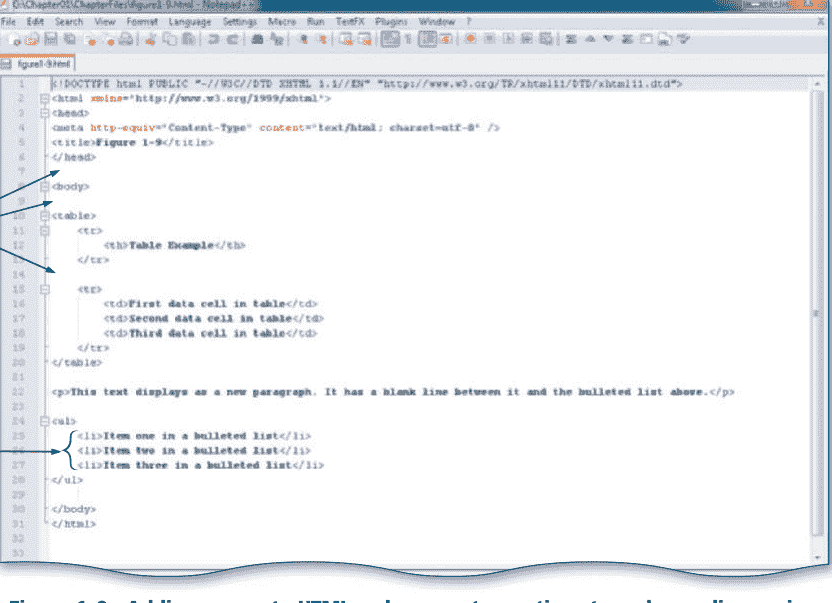 D:\Chapter01\ChapterFiles\figure1-9.html - Notepad++
File Edit Search View Format Language Settings Macro Run TextFX Plugins Window ?
X
figure1-9.html
1 <!DOCTYPE html PUBLIC "-//W3C//DTD XHTML 1.1//EN" "http://www.w3.org/TR/xhtml11/DTD/xhtml11.dtd">
2 <html xmlns="http://www.w3.org/1999/xhtml">
3 <head>
4 <meta http-equiv="Content-Type" content="text/html; charset=utf-8" />
5 <title>Figure 1-9</title>
6 </head>
7
8 <body>
9
10 <table>
11 <tr>
12 <th>Table Example</th>
13 </tr>
14
15 <tr>
16 <td>First data cell in table</td>
17 <td>Second data cell in table</td>
18 <td>Third data cell in table</td>
19 </tr>
20 </table>
21
22 <p>This text displays as a new paragraph. It has a blank line between it and the bulleted list above.</p>
23
24 <ul>
25 <li>Item one in a bulleted list</li>
26 <li>Item two in a bulleted list</li>
27 <li>Item three in a bulleted list</li>
28 </ul>
29
30 </body>
31 </html>
32
33